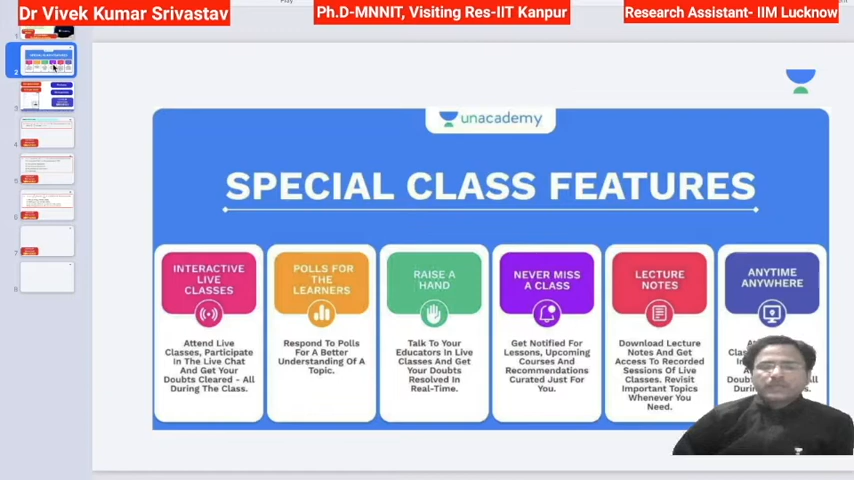 Dr Vivek Kumar Srivastav
Ph.D-MNNIT, Visiting Res-IIT Kanpur
Research Assistant- IIM Lucknow
unacademy
SPECIAL CLASS FEATURES
INTERACTIVE
LIVE
CLASSES
Attend Live
Classes, Participate
In The Live Chat
And Get Your
Doubts Cleared - All
During The Class.
POLLS FOR
THE
LEARNERS
Respond To Polls
For A Better
Understanding Of A
Topic.
RAISE A
HAND
Talk To Your
Educators In Live
Classes And Get
Your Doubts
Resolved In
Real-Time.
NEVER MISS
A CLASS
Get Notified For
Lessons, Upcoming
Courses And
Recommendations
Curated Just For
You.
LECTURE
NOTES
Download Lecture
Notes And Get
Access To Recorded
Sessions Of Live
Classes. Revisit
Important Topics
Whenever You
Need.
ANYTIME
ANYWHERE